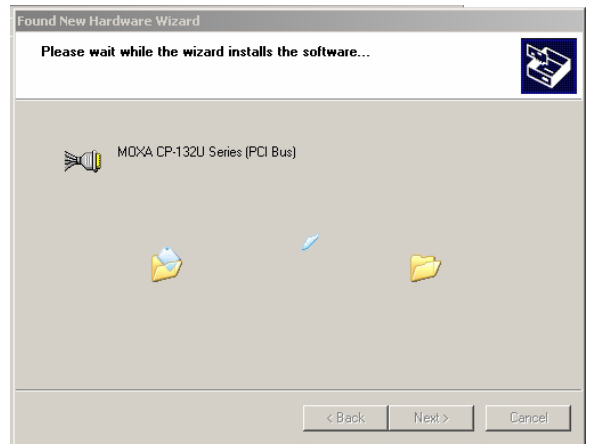 Found New Hardware Wizard
Please wait while the wizard installs the software...
MOXA CP-132U Series (PCI Bus)
< Back
Next >
Cancel